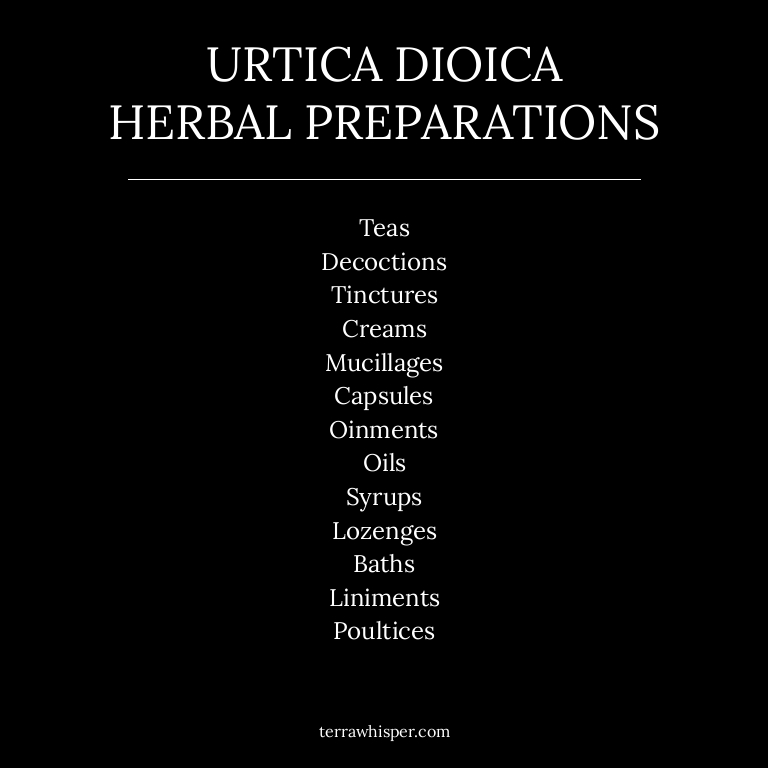 URTICA DIOICA
HERBAL PREPARATIONS
Teas
Decoctions
Tinctures
Creams
Mucillages
Capsules
Oinments
Oils
Syrups
Lozenges
Baths
Liniments
Poultices
terrawhisper.com